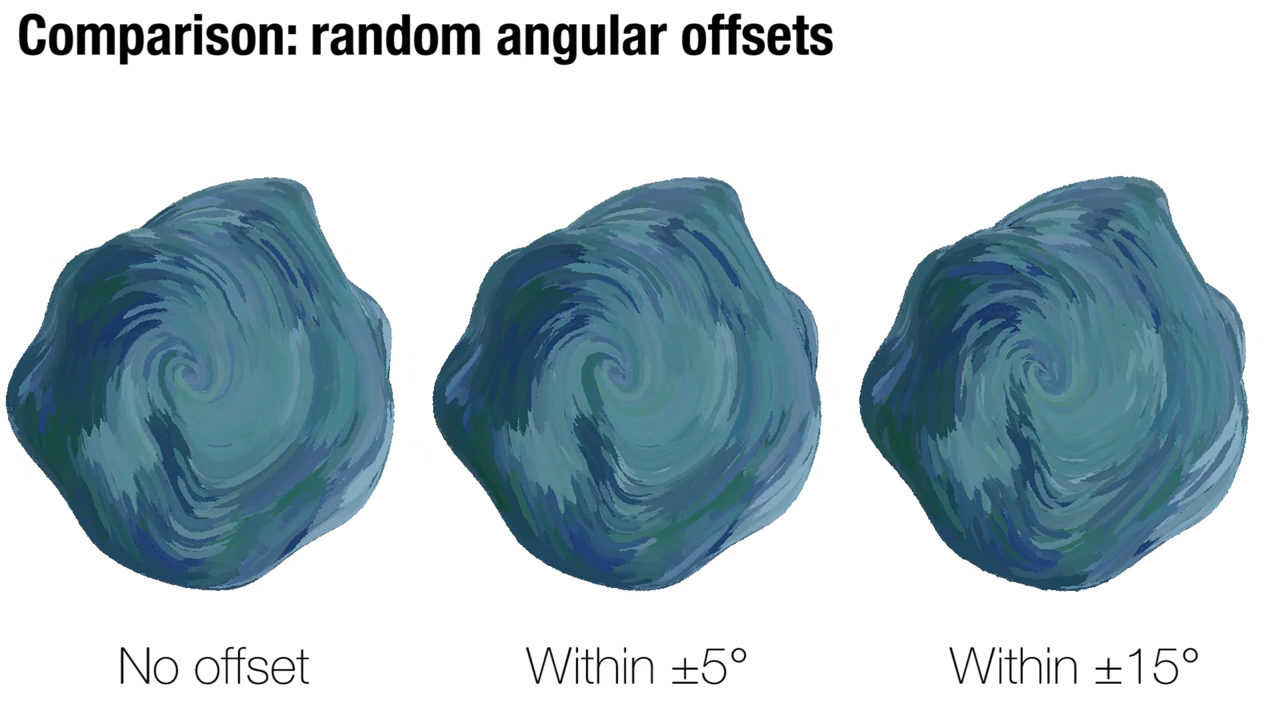 Comparison: random angular offsets
No offset
Within ±5°
Within ±15°